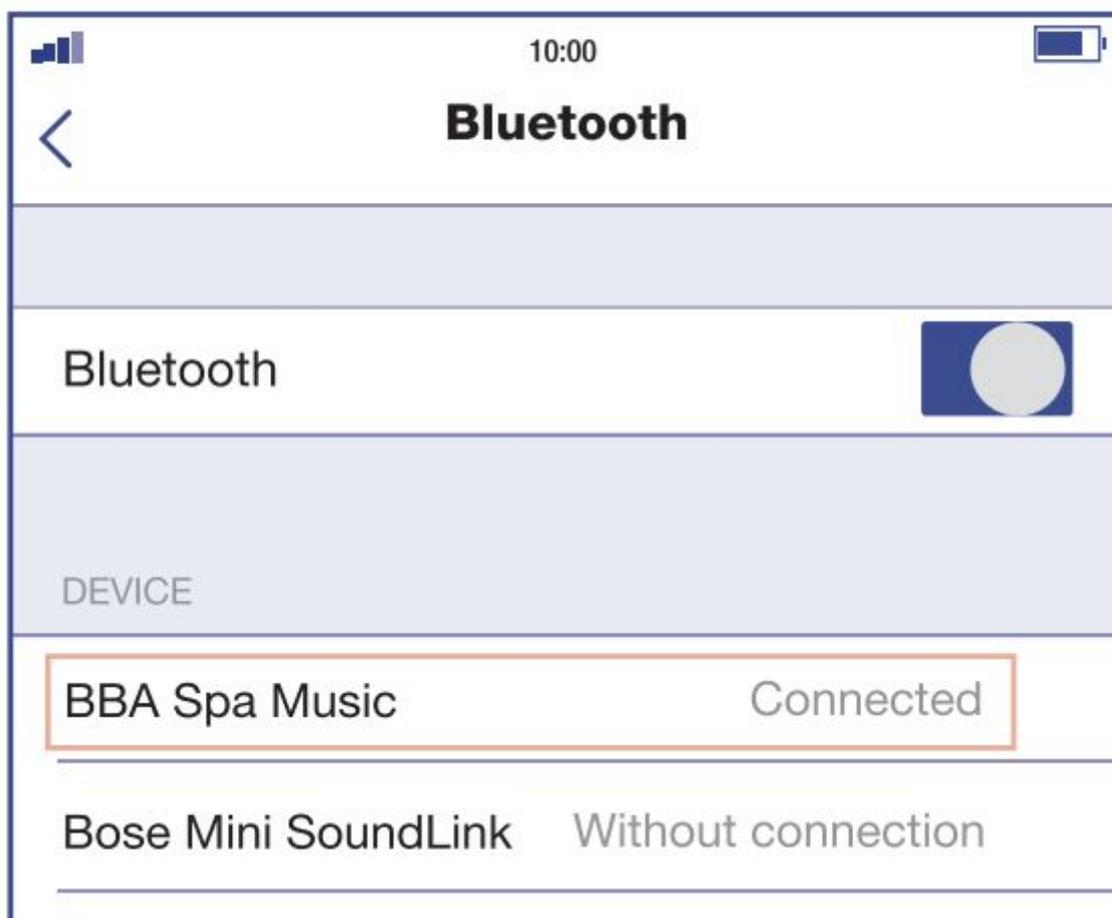 10:00
Bluetooth
Bluetooth
DEVICE
BBA Spa Music Connected
Bose Mini SoundLink Without connection